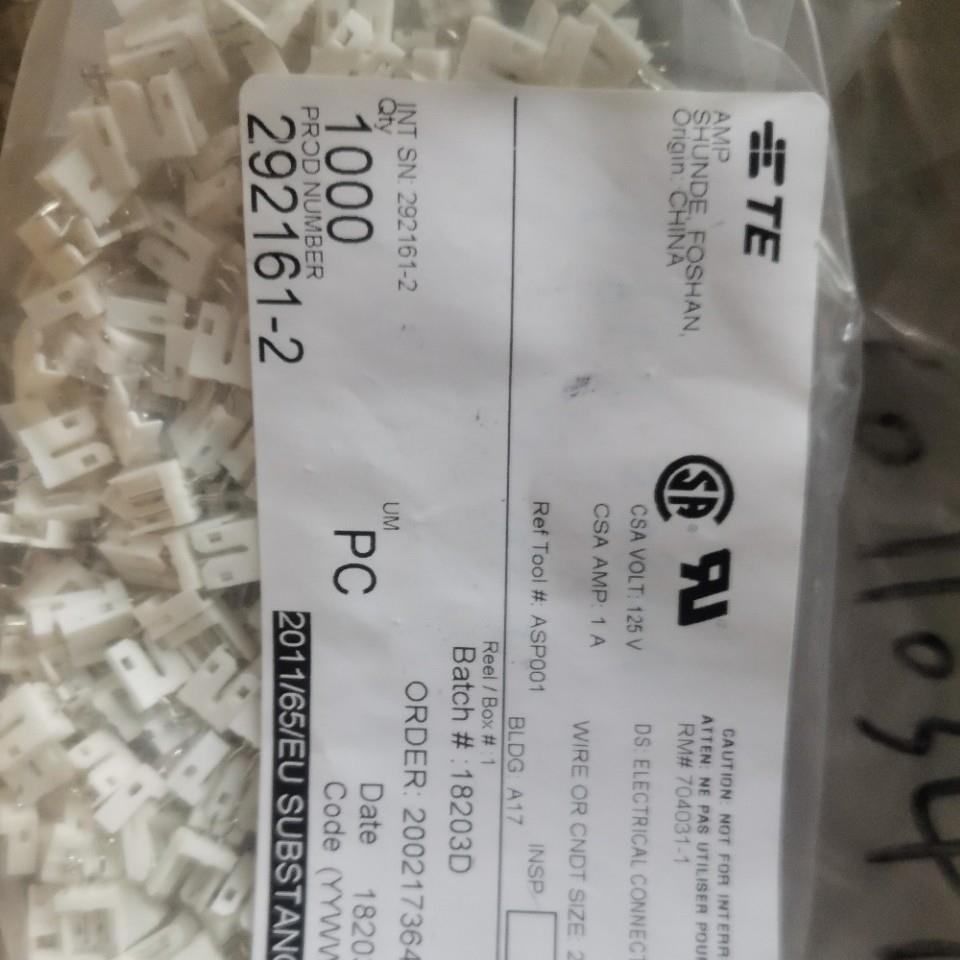 TE
AMP
SHUNDE, FOSHAN,
Origin: CHINA
SA
CSA VOLT: 125 V
CSA AMP: 1 A
Ref Tool #: ASP001
CAUTION: NOT FOR INTERR
ATTEN: NE PAS UTILISER POUR
RM# 704031-1
DS: ELECTRICAL CONNECT
WIRE OR CNDT SIZE: 2
BLDG: A17
INSP
INT SN: 292161-2
Qty
1000
PROD NUMBER
292161-2
UM
PC
Reel / Box # :1
Batch # :18203D
ORDER: 200217364
Date
Code (YYWW
1820
2011/65/EU SUBSTANC